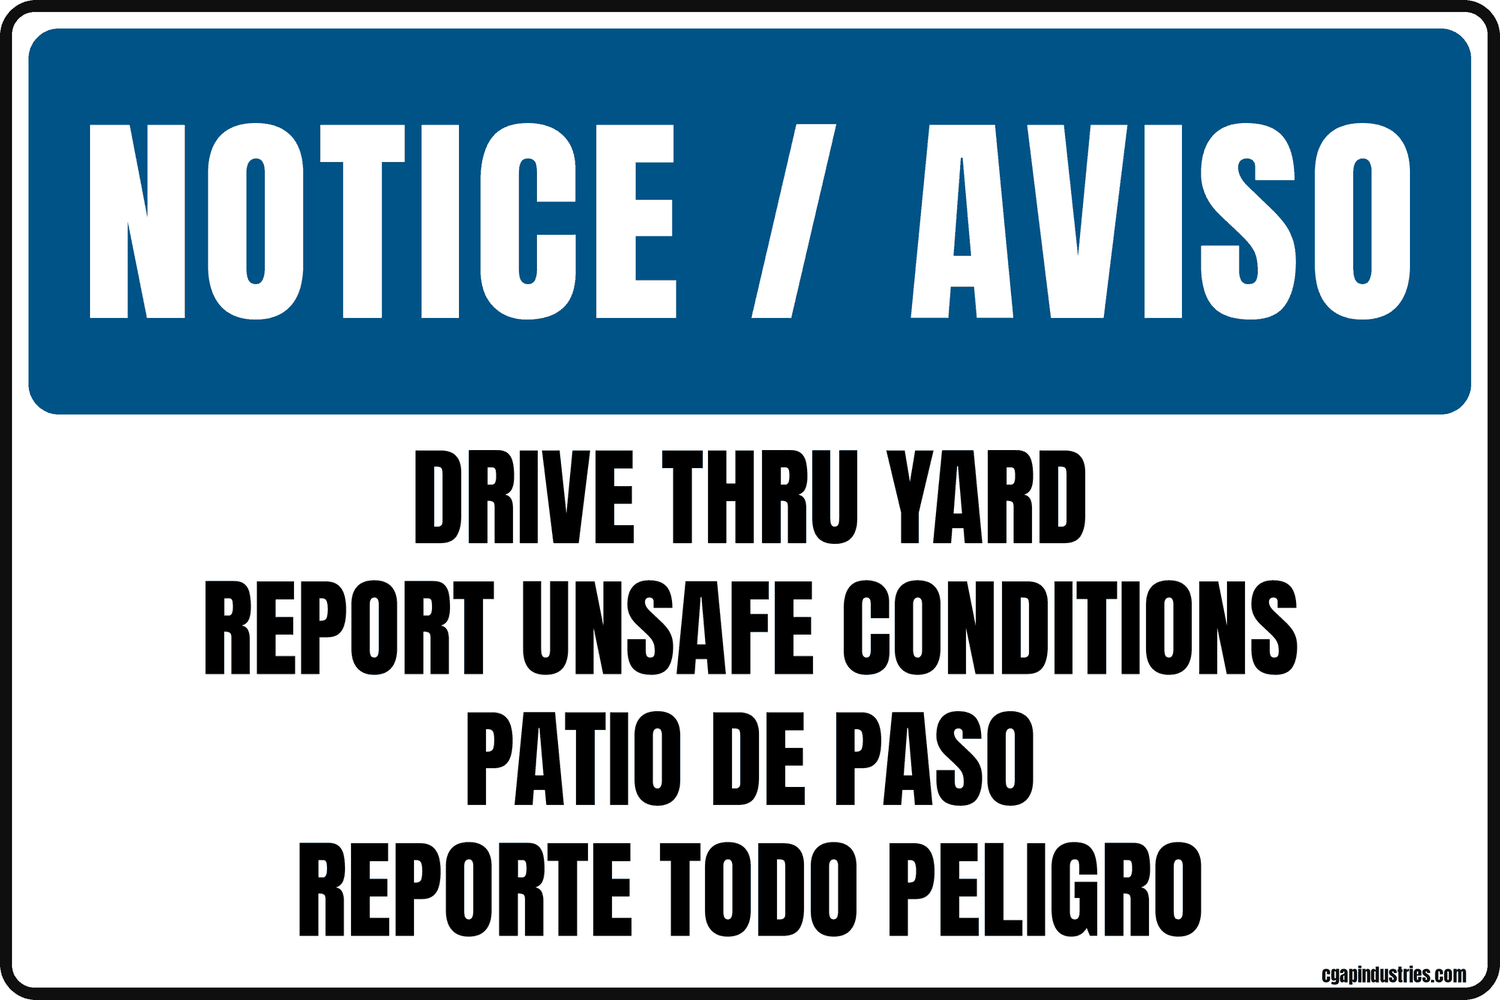 NOTICE / AVISO
DRIVE THRU YARD
REPORT UNSAFE CONDITIONS
PATIO DE PASO
REPORTE TODO PELIGRO
cgapindustries.com